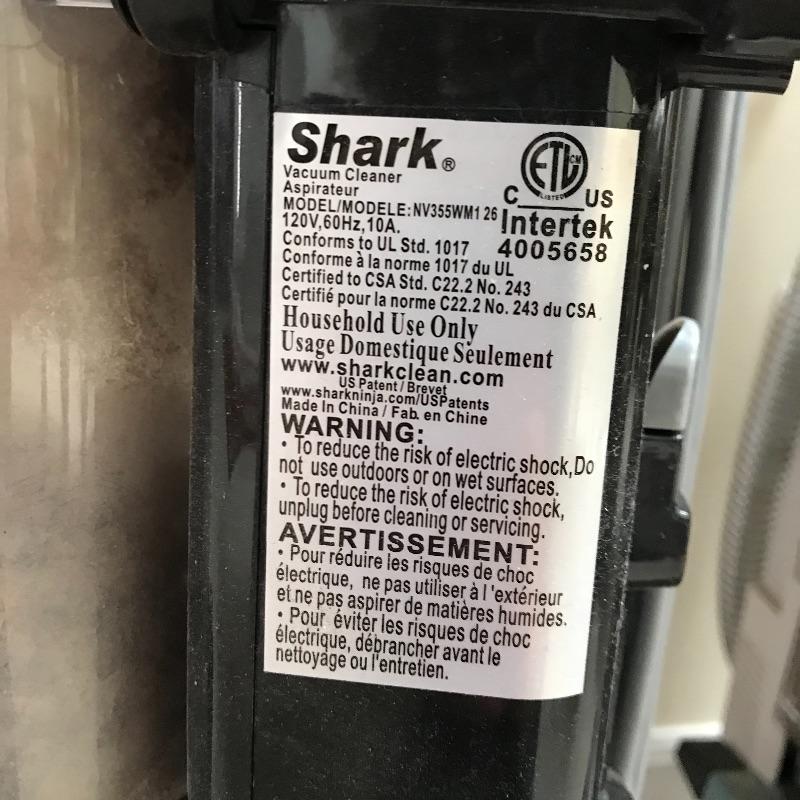 Shark®
Vacuum Cleaner
Aspirateur
MODEL/MODELE: NV355WM1 26
120V,60Hz,10A.
ETL CM
LISTED
C US
Intertek
4005658
Conforms to UL Std. 1017
Conforme à la norme 1017 du UL
Certified to CSA Std. C22.2 No. 243
Certifié pour la norme C22.2 No. 243 du CSA
Household Use Only
Usage Domestique Seulement
www.sharkclean.com
US Patent / Brevet
www.sharkninja.com/USPatents
Made In China / Fab. en Chine
WARNING:
• To reduce the risk of electric shock,Do
not use outdoors or on wet surfaces.
• To reduce the risk of electric shock,
unplug before cleaning or servicing.
AVERTISSEMENT:
• Pour réduire les risques de choc
électrique, ne pas utiliser à l'extérieur
et ne pas aspirer de matières humides.
• Pour éviter les risques de choc
électrique, débrancher avant le
nettoyage ou l'entretien.